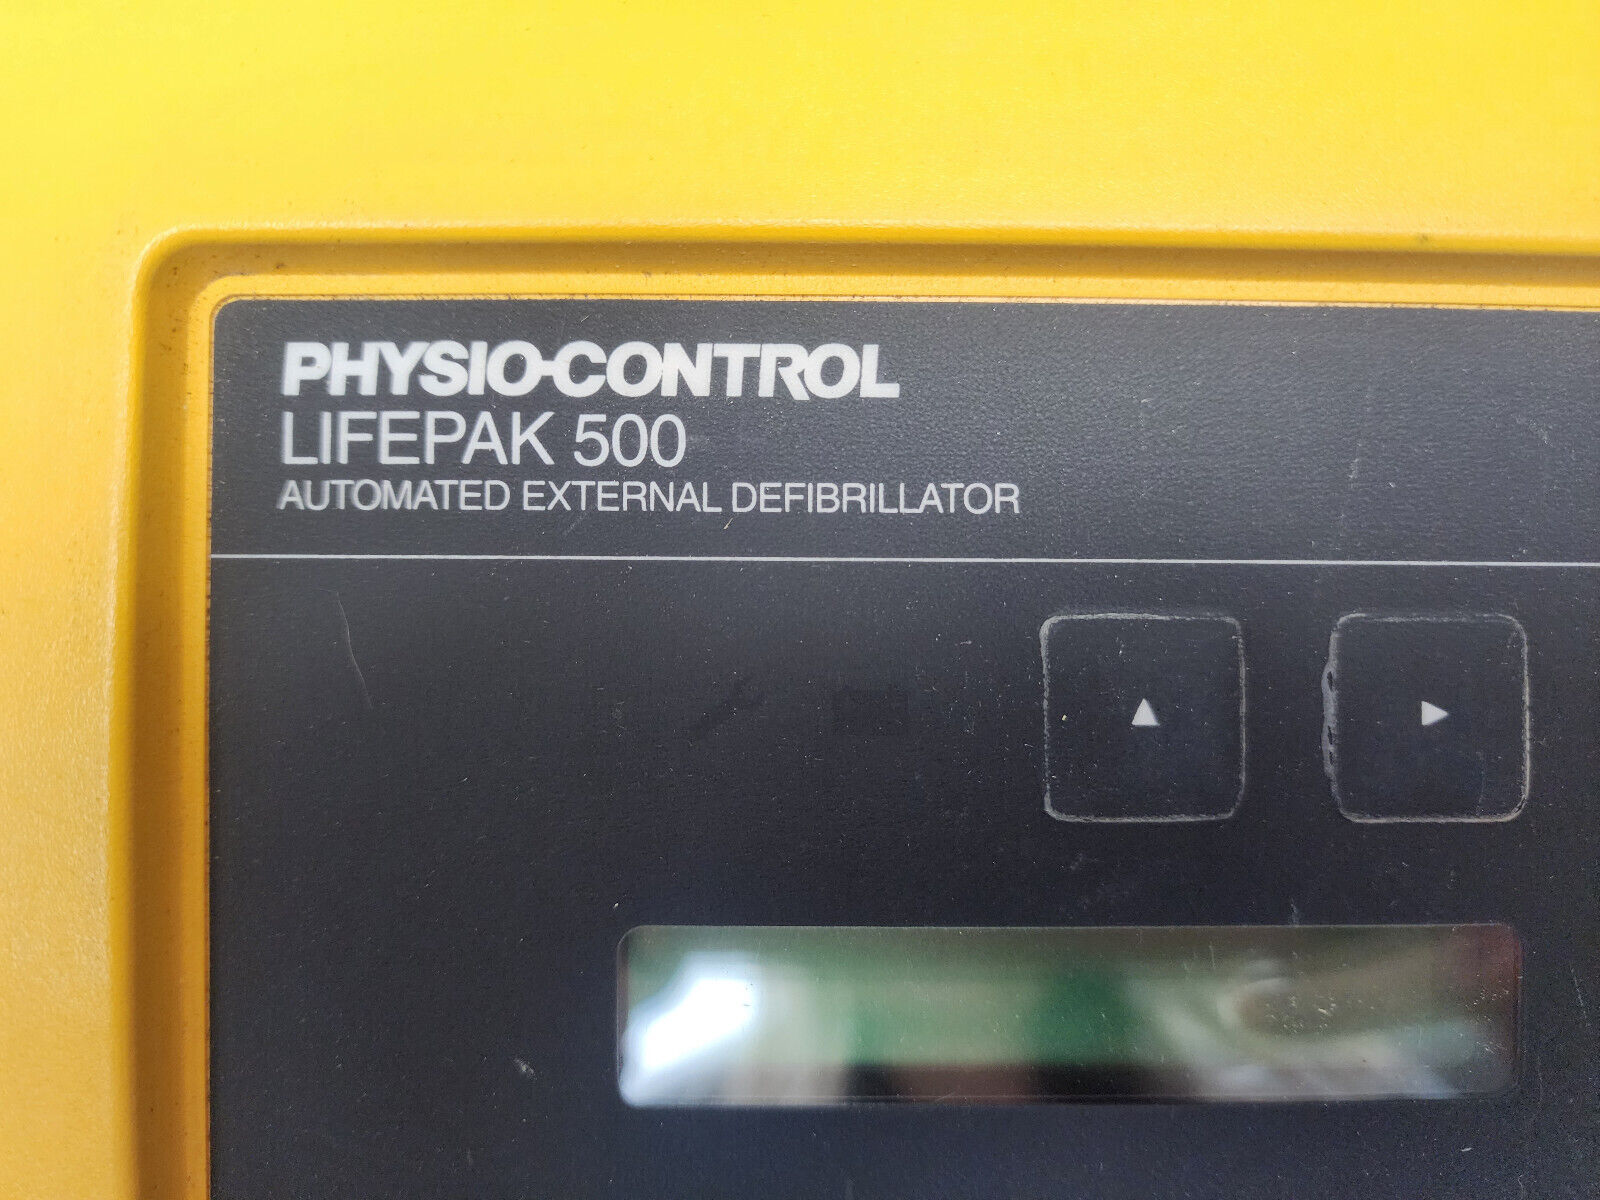 PHYSIO-CONTROL
LIFEPAK 500
AUTOMATED EXTERNAL DEFIBRILLATOR